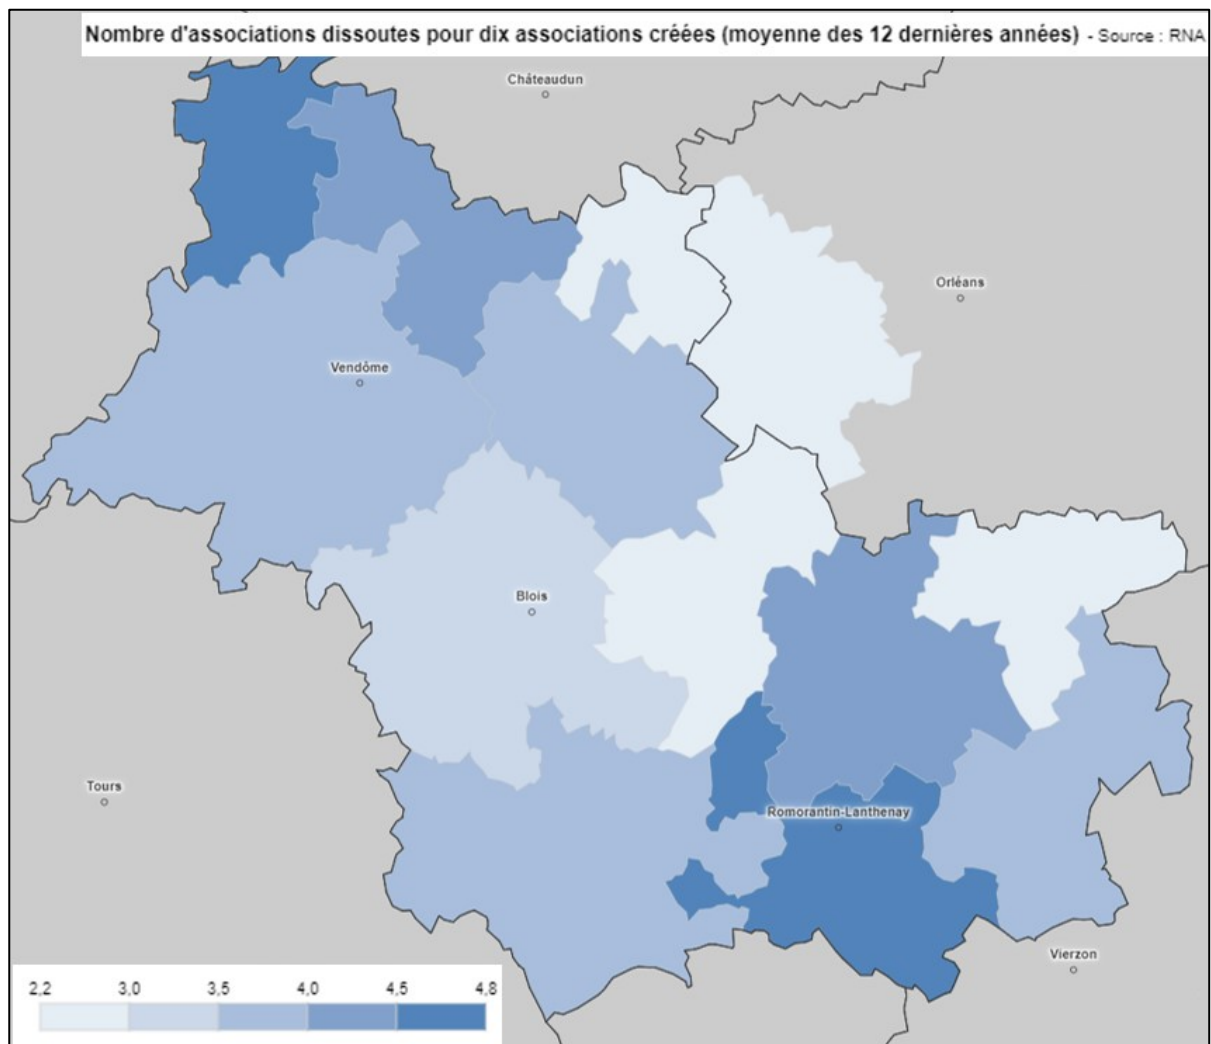 Nombre d'associations dissoutes pour dix associations créées (moyenne des 12 dernières années) - Source : RNA
Châteaudun
Orléans
Vendôme
Blois
Tours
Romorantin-Lanthenay
Vierzon
2,2 3,0 3,5 4,0 4,5 4,8